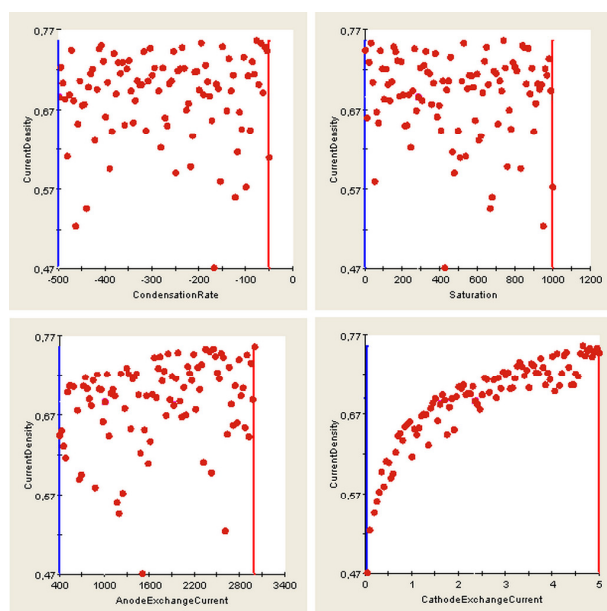 0,77
0,67
0,57
0,47
CurrentDensity
-500 -400 -300 -200 -100 0
CondensationRate
0,77
0,67
0,57
0,47
CurrentDensity
0 200 400 600 800 1000 1200
Saturation
0,77
0,67
0,57
0,47
CurrentDensity
400 1000 1600 2200 2800 3400
AnodeExchangeCurrent
0,77
0,67
0,57
0,47
CurrentDensity
0 1 2 3 4 5
CathodeExchangeCurrent